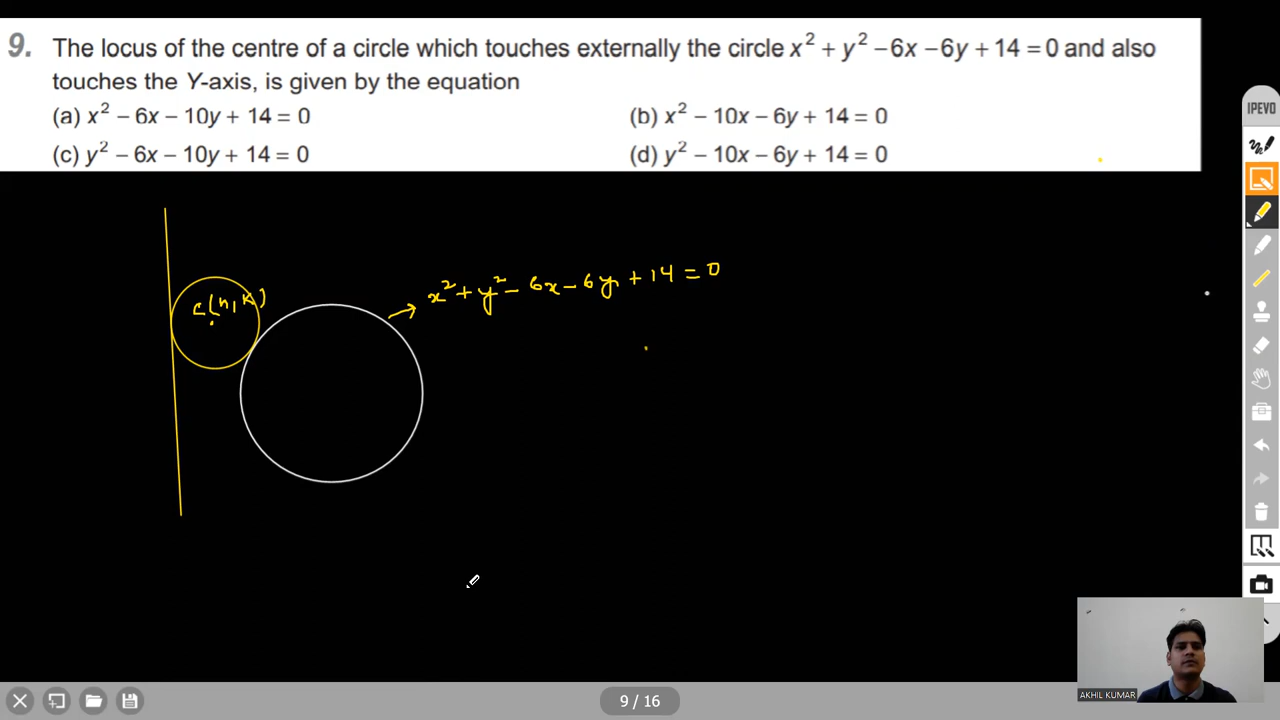 9. The locus of the centre of a circle which touches externally the circle x² + y² − 6x − 6y + 14 = 0 and also
touches the Y-axis, is given by the equation
(a) x² − 6x − 10y + 14 = 0 (b) x² − 10x − 6y + 14 = 0
(c) y² − 6x − 10y + 14 = 0 (d) y² − 10x − 6y + 14 = 0
IPEVO
x² + y² − 6x − 6y + 14 = 0
C(h, k)
AKHIL KUMAR
9 / 16